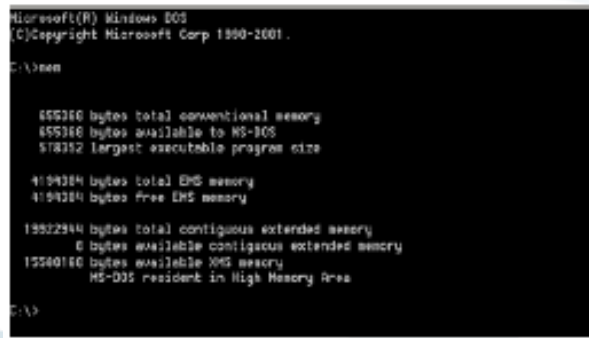 Microsoft(R) Windows DOS
(C)Copyright Microsoft Corp 1990-2001.
C:\>mem
655360 bytes total conventional memory
655360 bytes available to MS-DOS
578352 largest executable program size
4194304 bytes total EMS memory
4194304 bytes free EMS memory
19922944 bytes total contiguous extended memory
0 bytes available contiguous extended memory
15580160 bytes available XMS memory
MS-DOS resident in High Memory Area
C:\>